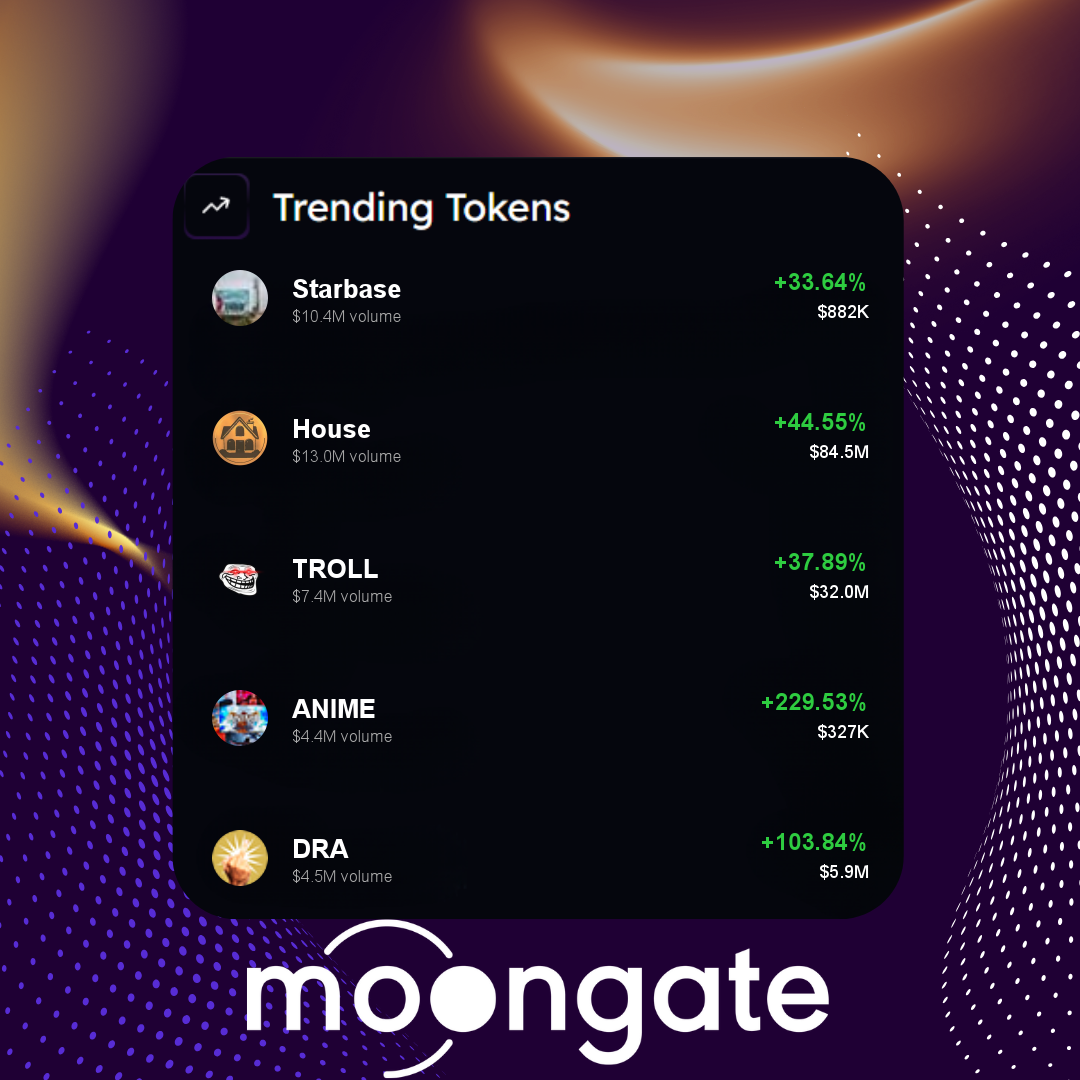 Trending Tokens
Starbase
+33.64%
$10.4M volume
$882K
House
+44.55%
$13.0M volume
$84.5M
TROLL
+37.89%
$7.4M volume
$32.0M
ANIME
+229.53%
$4.4M volume
$327K
DRA
+103.84%
$4.5M volume
$5.9M
moongate